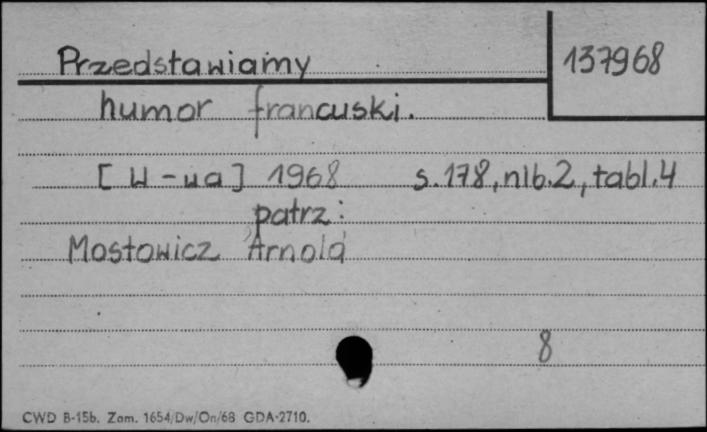 Przedstawiamy
137968
humor francuski.
[W-wa] 1968 s.178,nlb.2,tabl.4
patrz:
Mostowicz Arnold
8
CWD B-15b. Zam. 1654/Dw/On/68 GDA-2710.